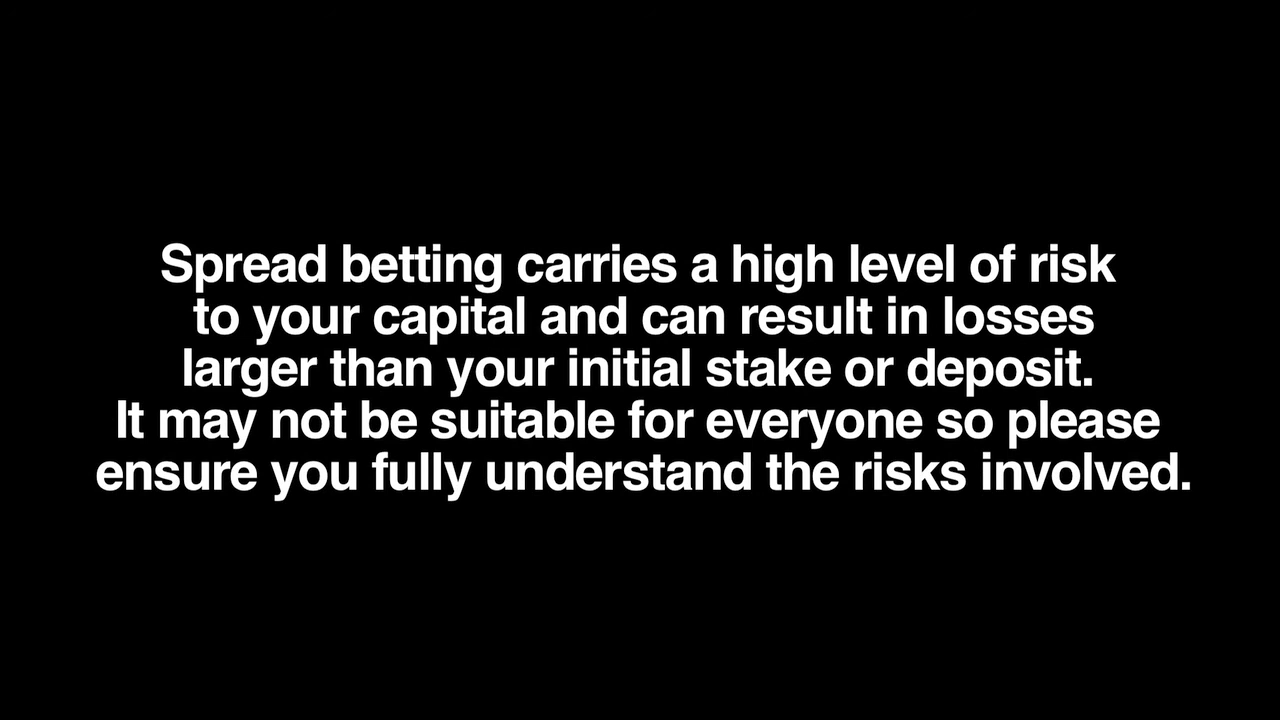 Spread betting carries a high level of risk
to your capital and can result in losses
larger than your initial stake or deposit.
It may not be suitable for everyone so please
ensure you fully understand the risks involved.